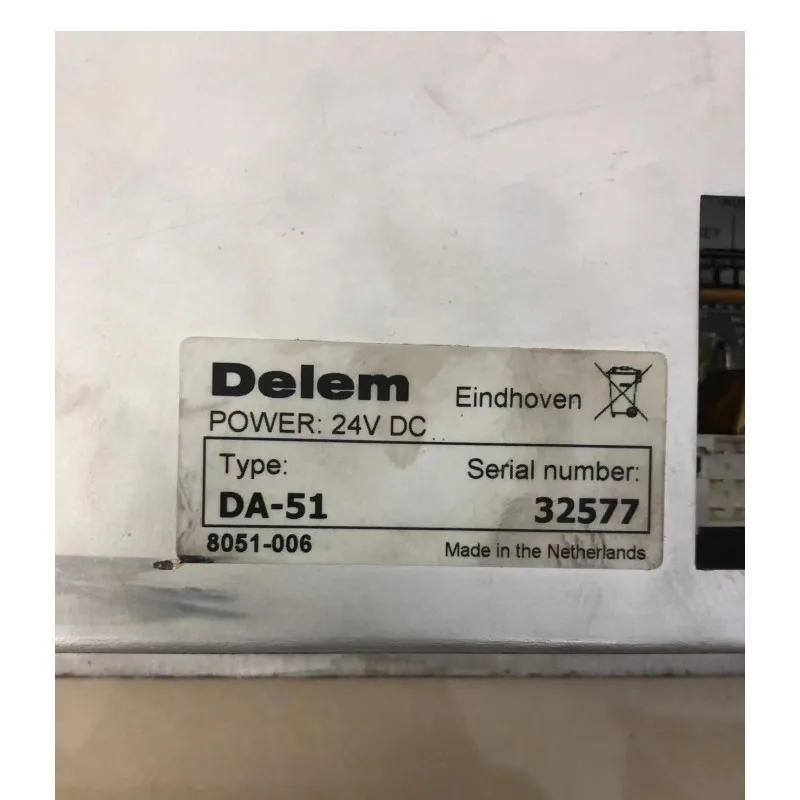 Delem Eindhoven
POWER: 24V DC
Type: Serial number:
DA-51 32577
8051-006 Made in the Netherlands